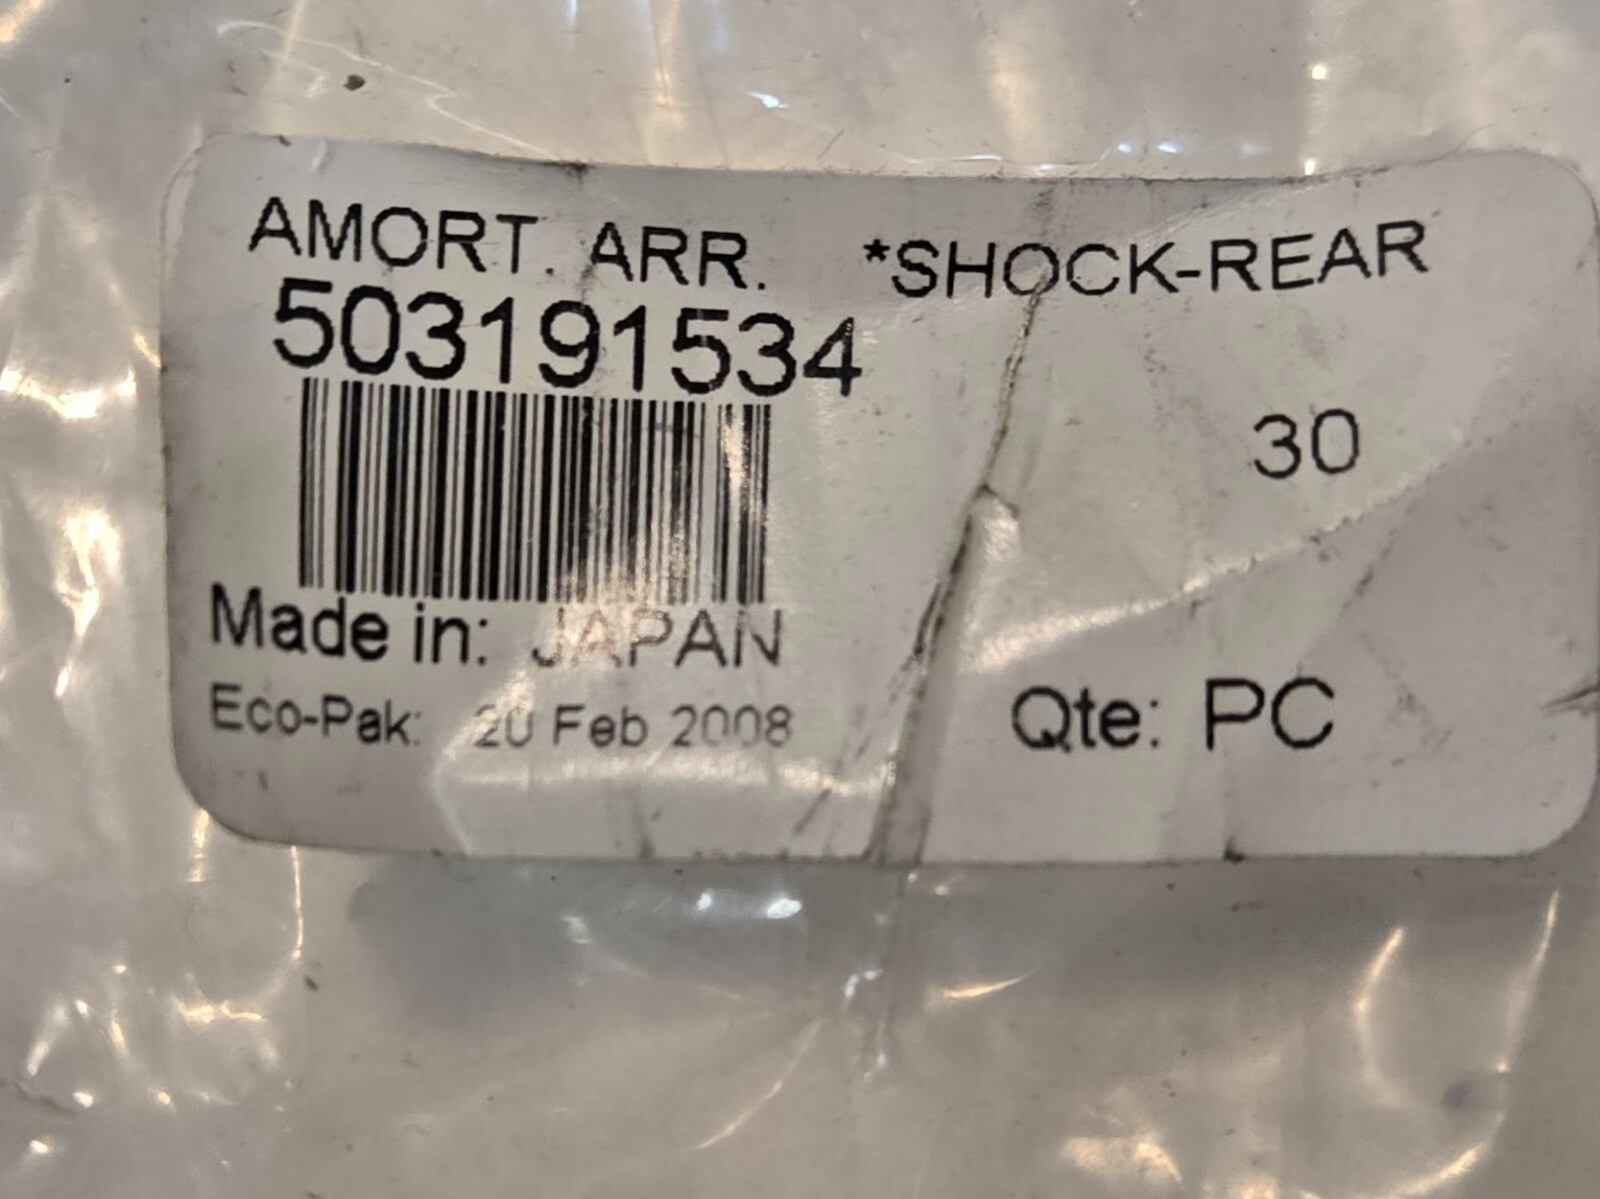 AMORT. ARR. *SHOCK-REAR
503191534
30
Made in: JAPAN
Eco-Pak: 20 Feb 2008
Qte: PC